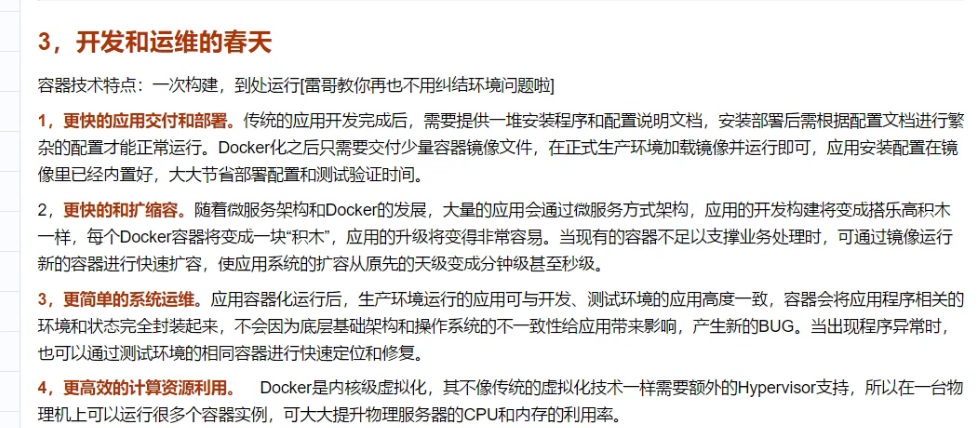 3，开发和运维的春天
容器技术特点：一次构建，到处运行[雷哥教你再也不用纠结环境问题啦]
1，更快的应用交付和部署。传统的应用开发完成后，需要提供一堆安装程序和配置说明文档，安装部署后需根据配置文档进行繁
杂的配置才能正常运行。Docker化之后只需要交付少量容器镜像文件，在正式生产环境加载镜像并运行即可，应用安装配置在镜
像里已经内置好，大大节省部署配置和测试验证时间。
2，更快的和扩缩容。随着微服务架构和Docker的发展，大量的应用会通过微服务方式架构，应用的开发构建将变成搭乐高积木
一样，每个Docker容器将变成一块“积木”，应用的升级将变得非常容易。当现有的容器不足以支撑业务处理时，可通过镜像运行
新的容器进行快速扩容，使应用系统的扩容从原先的天级变成分钟级甚至秒级。
3，更简单的系统运维。应用容器化运行后，生产环境运行的应用可与开发、测试环境的应用高度一致，容器会将应用程序相关的
环境和状态完全封装起来，不会因为底层基础架构和操作系统的不一致性给应用带来影响，产生新的BUG。当出现程序异常时，
也可以通过测试环境的相同容器进行快速定位和修复。
4，更高效的计算资源利用。 Docker是内核级虚拟化，其不像传统的虚拟化技术一样需要额外的Hypervisor支持，所以在一台物
理机上可以运行很多个容器实例，可大大提升物理服务器的CPU和内存的利用率。